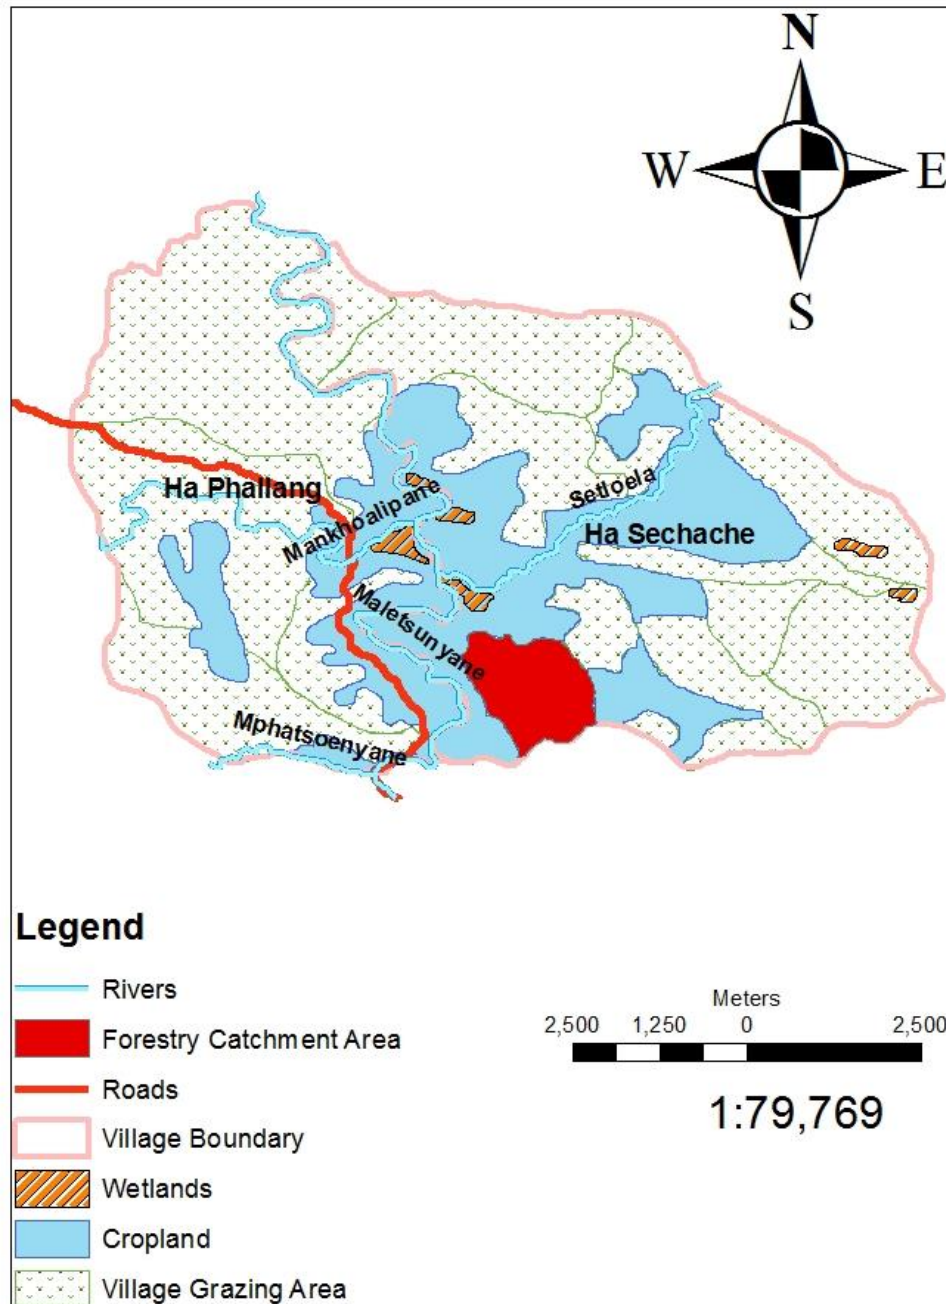 N
W
E
S
Ha Phallang
Mankhoalipane
Setloela
Ha Sechache
Maletsunyane
Mphatsoenyane
Legend
Rivers
Forestry Catchment Area
Roads
Village Boundary
Wetlands
Cropland
Village Grazing Area
Meters
2,500 1,250 0 2,500
1:79,769